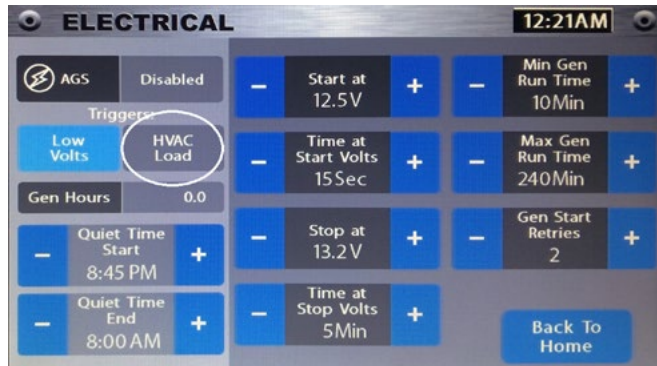 ELECTRICAL
12:21AM
AGS
Disabled
Triggers:
Low
Volts
HVAC
Load
Gen Hours
0.0
−
Quiet Time
Start
8:45 PM
+
−
Quiet Time
End
8:00 AM
+
−
Start at
12.5V
+
−
Time at
Start Volts
15Sec
+
−
Stop at
13.2V
+
−
Time at
Stop Volts
5Min
+
−
Min Gen
Run Time
10Min
+
−
Max Gen
Run Time
240Min
+
−
Gen Start
Retries
2
+
Back To
Home